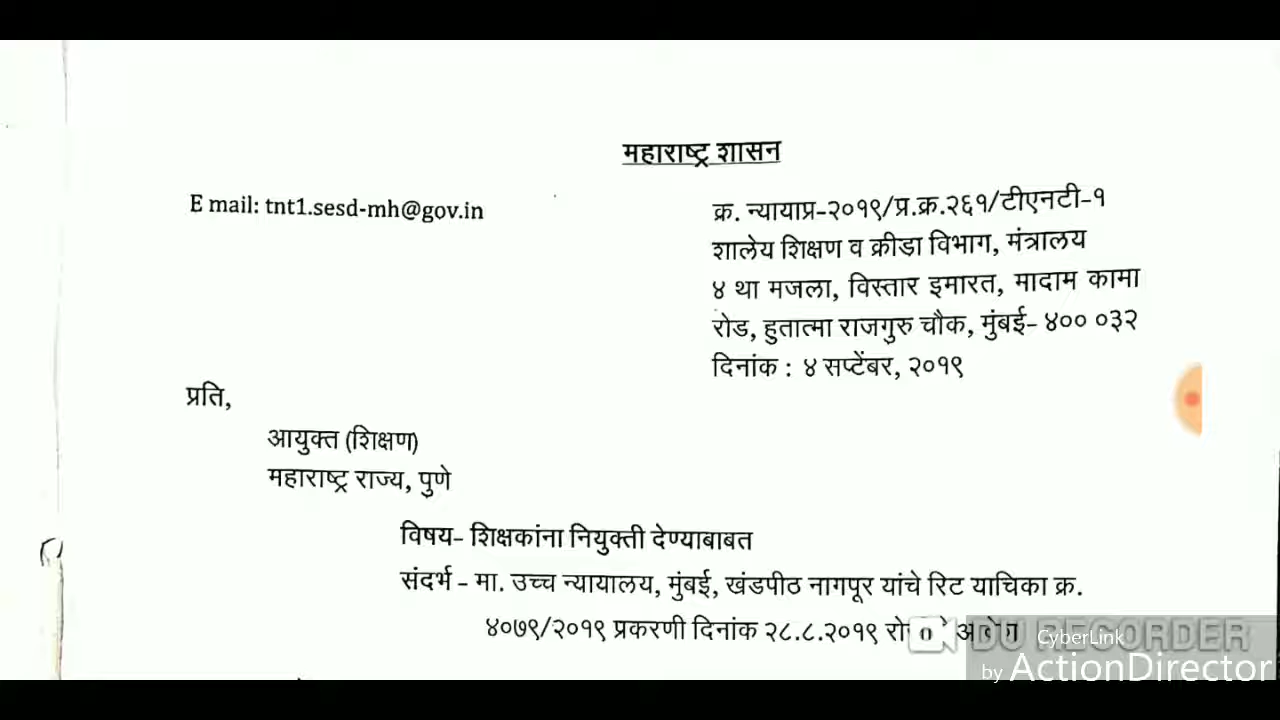 महाराष्ट्र शासन
E mail: tnt1.sesd-mh@gov.in
क्र. न्यायाप्र-२०१९/प्र.क्र.२६१/टीएनटी-१
शालेय शिक्षण व क्रीडा विभाग, मंत्रालय
४ था मजला, विस्तार इमारत, मादाम कामा
रोड, हुतात्मा राजगुरु चौक, मुंबई- ४०० ०३२
दिनांक : ४ सप्टेंबर, २०१९
प्रति,
आयुक्त (शिक्षण)
महाराष्ट्र राज्य, पुणे
विषय- शिक्षकांना नियुक्ती देण्याबाबत
संदर्भ - मा. उच्च न्यायालय, मुंबई, खंडपीठ नागपूर यांचे रिट याचिका क्र.
४०७९/२०१९ प्रकरणी दिनांक २८.८.२०१९
DU RECORDER
CyberLink
by ActionDirector